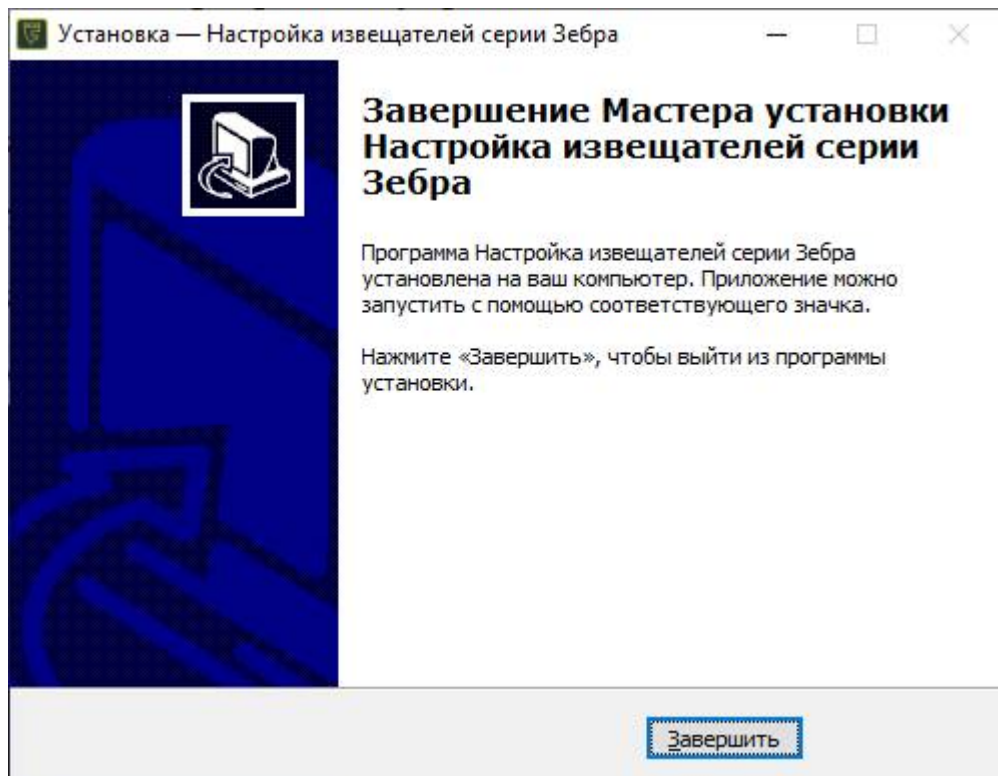 Установка — Настройка извещателей серии Зебра
Завершение Мастера установки
Настройка извещателей серии
Зебра
Программа Настройка извещателей серии Зебра
установлена на ваш компьютер. Приложение можно
запустить с помощью соответствующего значка.
Нажмите «Завершить», чтобы выйти из программы
установки.
Завершить